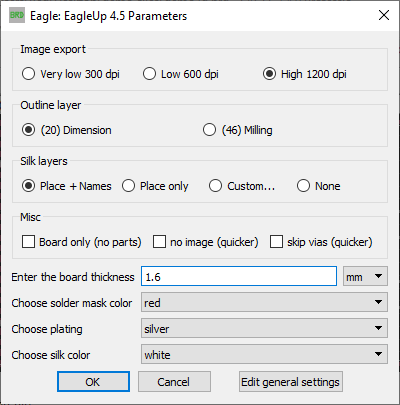 Eagle: EagleUp 4.5 Parameters
Image export
Very low 300 dpi Low 600 dpi High 1200 dpi
Outline layer
(20) Dimension (46) Milling
Silk layers
Place + Names Place only Custom... None
Misc
Board only (no parts) no image (quicker) skip vias (quicker)
Enter the board thickness 1.6 mm
Choose solder mask color red
Choose plating silver
Choose silk color white
OK Cancel Edit general settings